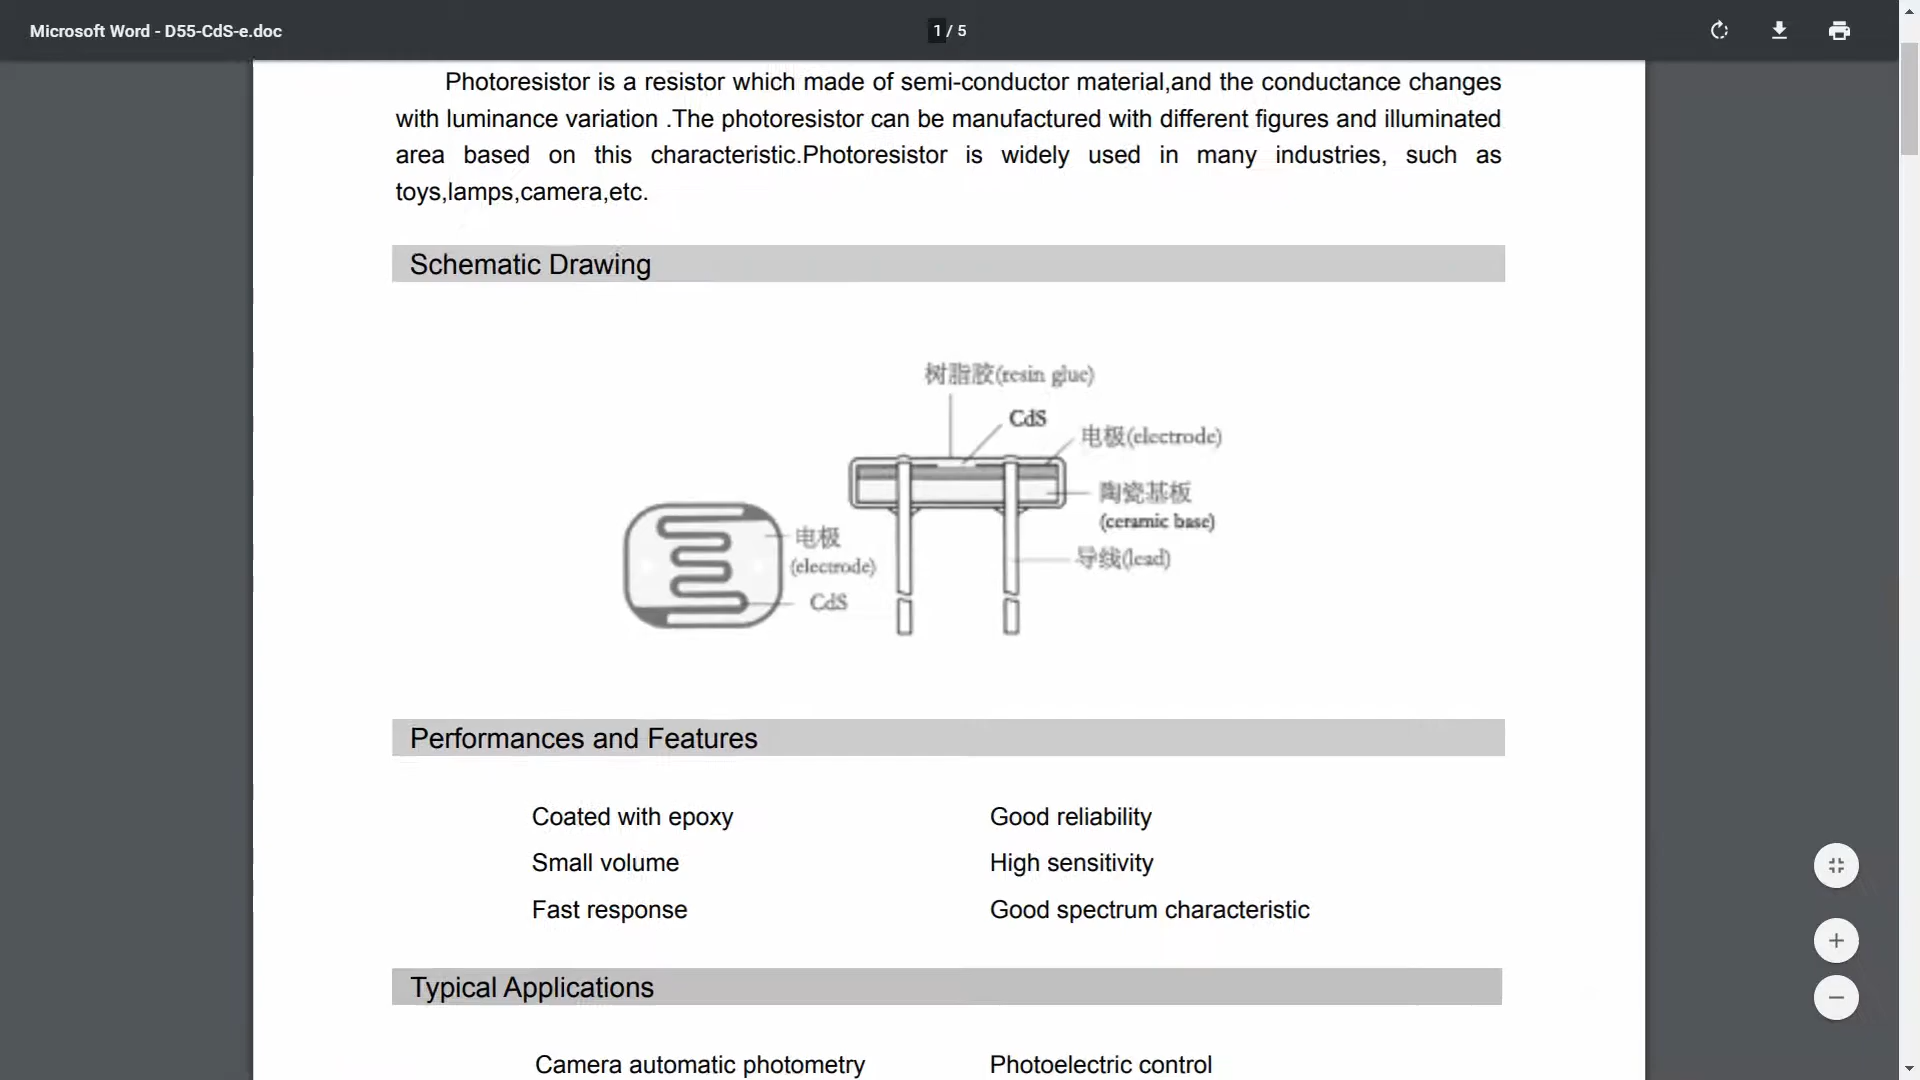 Microsoft Word - D55-CdS-e.doc
1 / 5
Photoresistor is a resistor which made of semi-conductor material,and the conductance changes
with luminance variation .The photoresistor can be manufactured with different figures and illuminated
area based on this characteristic.Photoresistor is widely used in many industries, such as
toys,lamps,camera,etc.
Schematic Drawing
树脂胶(resin glue)
CdS
电极(electrode)
陶瓷基板
(ceramic base)
导线(lead)
电极
(electrode)
CdS
Performances and Features
Coated with epoxy Good reliability
Small volume High sensitivity
Fast response Good spectrum characteristic
Typical Applications
Camera automatic photometry Photoelectric control